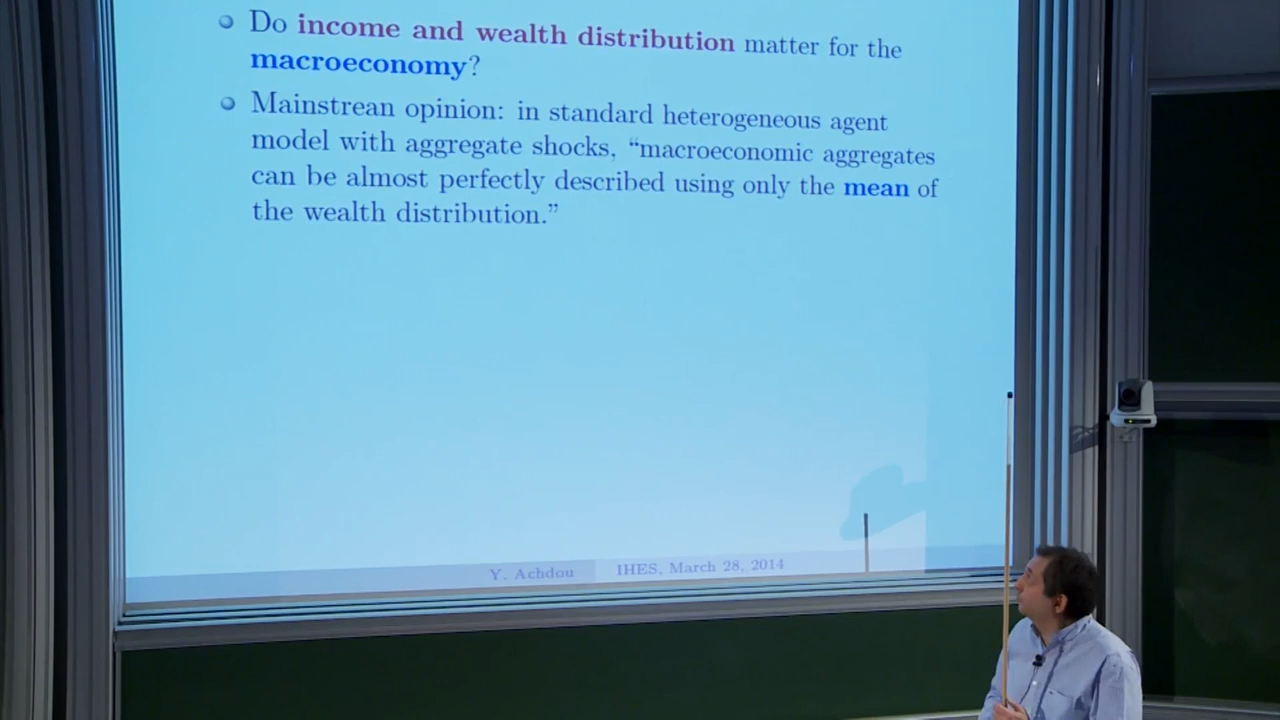 Do income and wealth distribution matter for the
macroeconomy?
Mainstrean opinion: in standard heterogeneous agent
model with aggregate shocks, “macroeconomic aggregates
can be almost perfectly described using only the mean of
the wealth distribution.”
Y. Achdou IHES, March 28, 2014